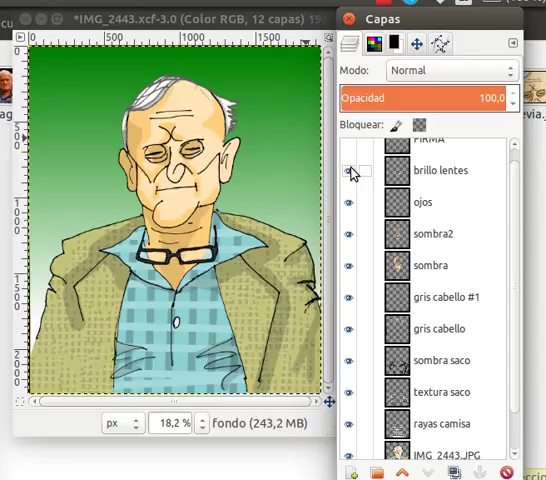 *IMG_2443.xcf-3.0 (Color RGB, 12 capas) 19
Capas
0 500 1000 1500
Modo: Normal
Opacidad 100,0
Bloquear:
FIRMA
brillo lentes
ojos
sombra2
sombra
gris cabello #1
gris cabello
sombra saco
textura saco
rayas camisa
IMG_2443.JPG
px 18,2 % fondo (243,2 MB)